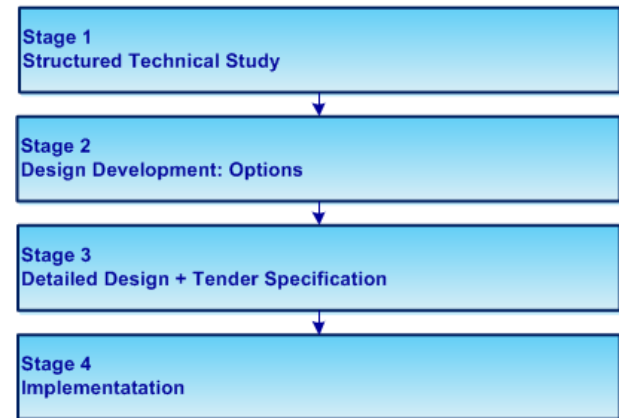 Stage 1
Structured Technical Study
Stage 2
Design Development: Options
Stage 3
Detailed Design + Tender Specification
Stage 4
Implementatation